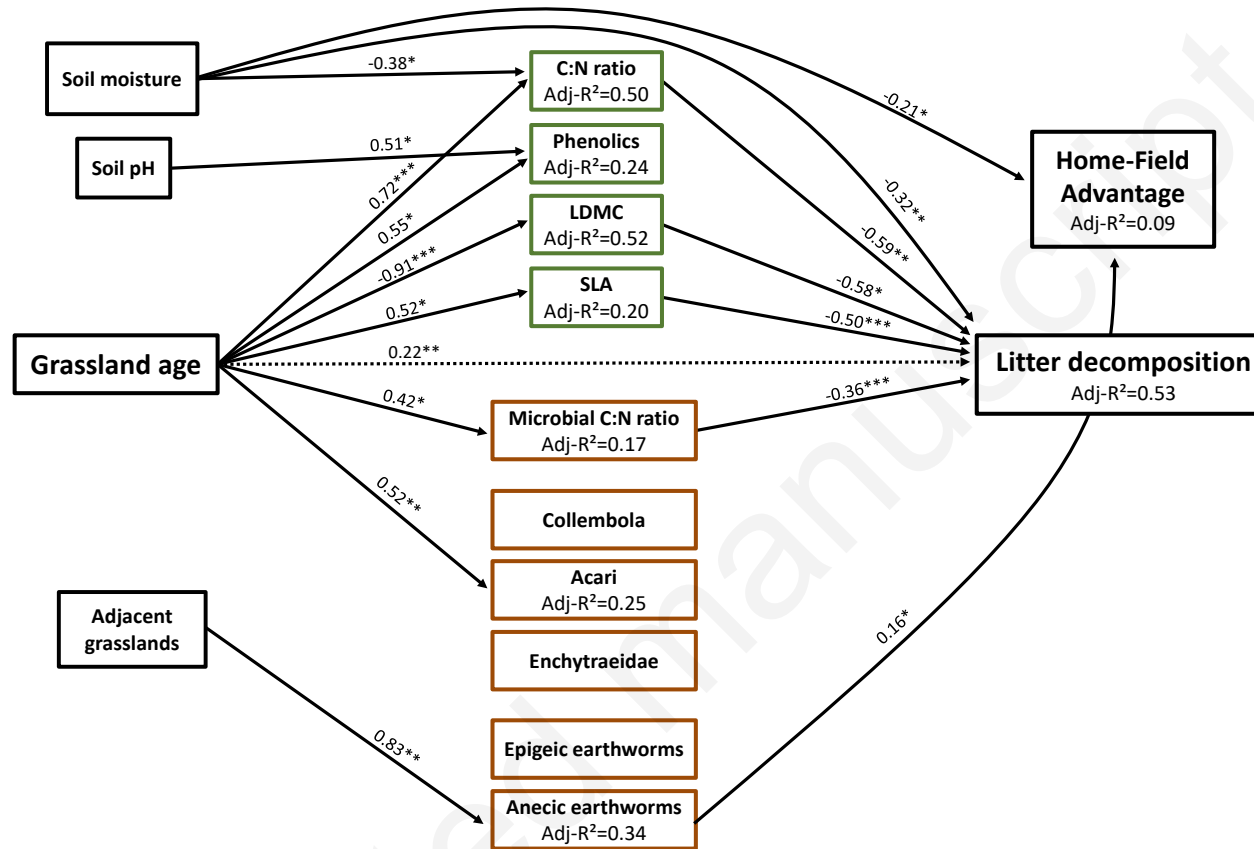 Soil moisture
-0.38*
C:N ratio
Adj-R²=0.50
-0.21*
Soil pH
0.51*
Phenolics
Adj-R²=0.24
Home-Field
Advantage
Adj-R²=0.09
0.72***
0.55*
LDMC
Adj-R²=0.52
-0.32**
-0.59**
-0.91***
-0.58*
SLA
Adj-R²=0.20
0.52*
-0.50***
Grassland age
0.22**
Litter decomposition
Adj-R²=0.53
0.42*
Microbial C:N ratio
Adj-R²=0.17
-0.36***
0.52**
Collembola
Acari
Adj-R²=0.25
Adjacent
grasslands
Enchytraeidae
0.16*
0.83**
Epigeic earthworms
Anecic earthworms
Adj-R²=0.34
ed manuscript